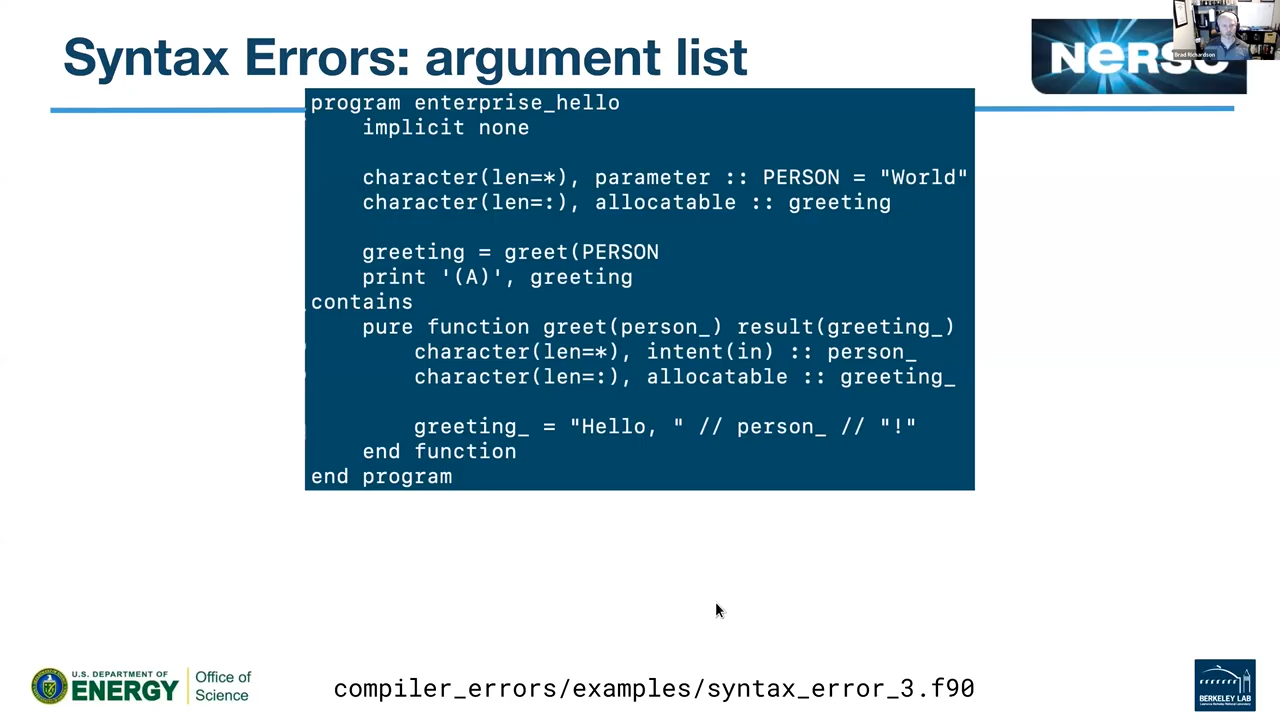 Syntax Errors: argument list
NERSC
Brad Richardson
program enterprise_hello
    implicit none
    character(len=*), parameter :: PERSON = "World"
    character(len=:), allocatable :: greeting
    greeting = greet(PERSON
    print '(A)', greeting
contains
    pure function greet(person_) result(greeting_)
        character(len=*), intent(in) :: person_
        character(len=:), allocatable :: greeting_
        greeting_ = "Hello, " // person_ // "!"
    end function
end program
U.S. DEPARTMENT OF
ENERGY
Office of
Science
compiler_errors/examples/syntax_error_3.f90
BERKELEY LAB